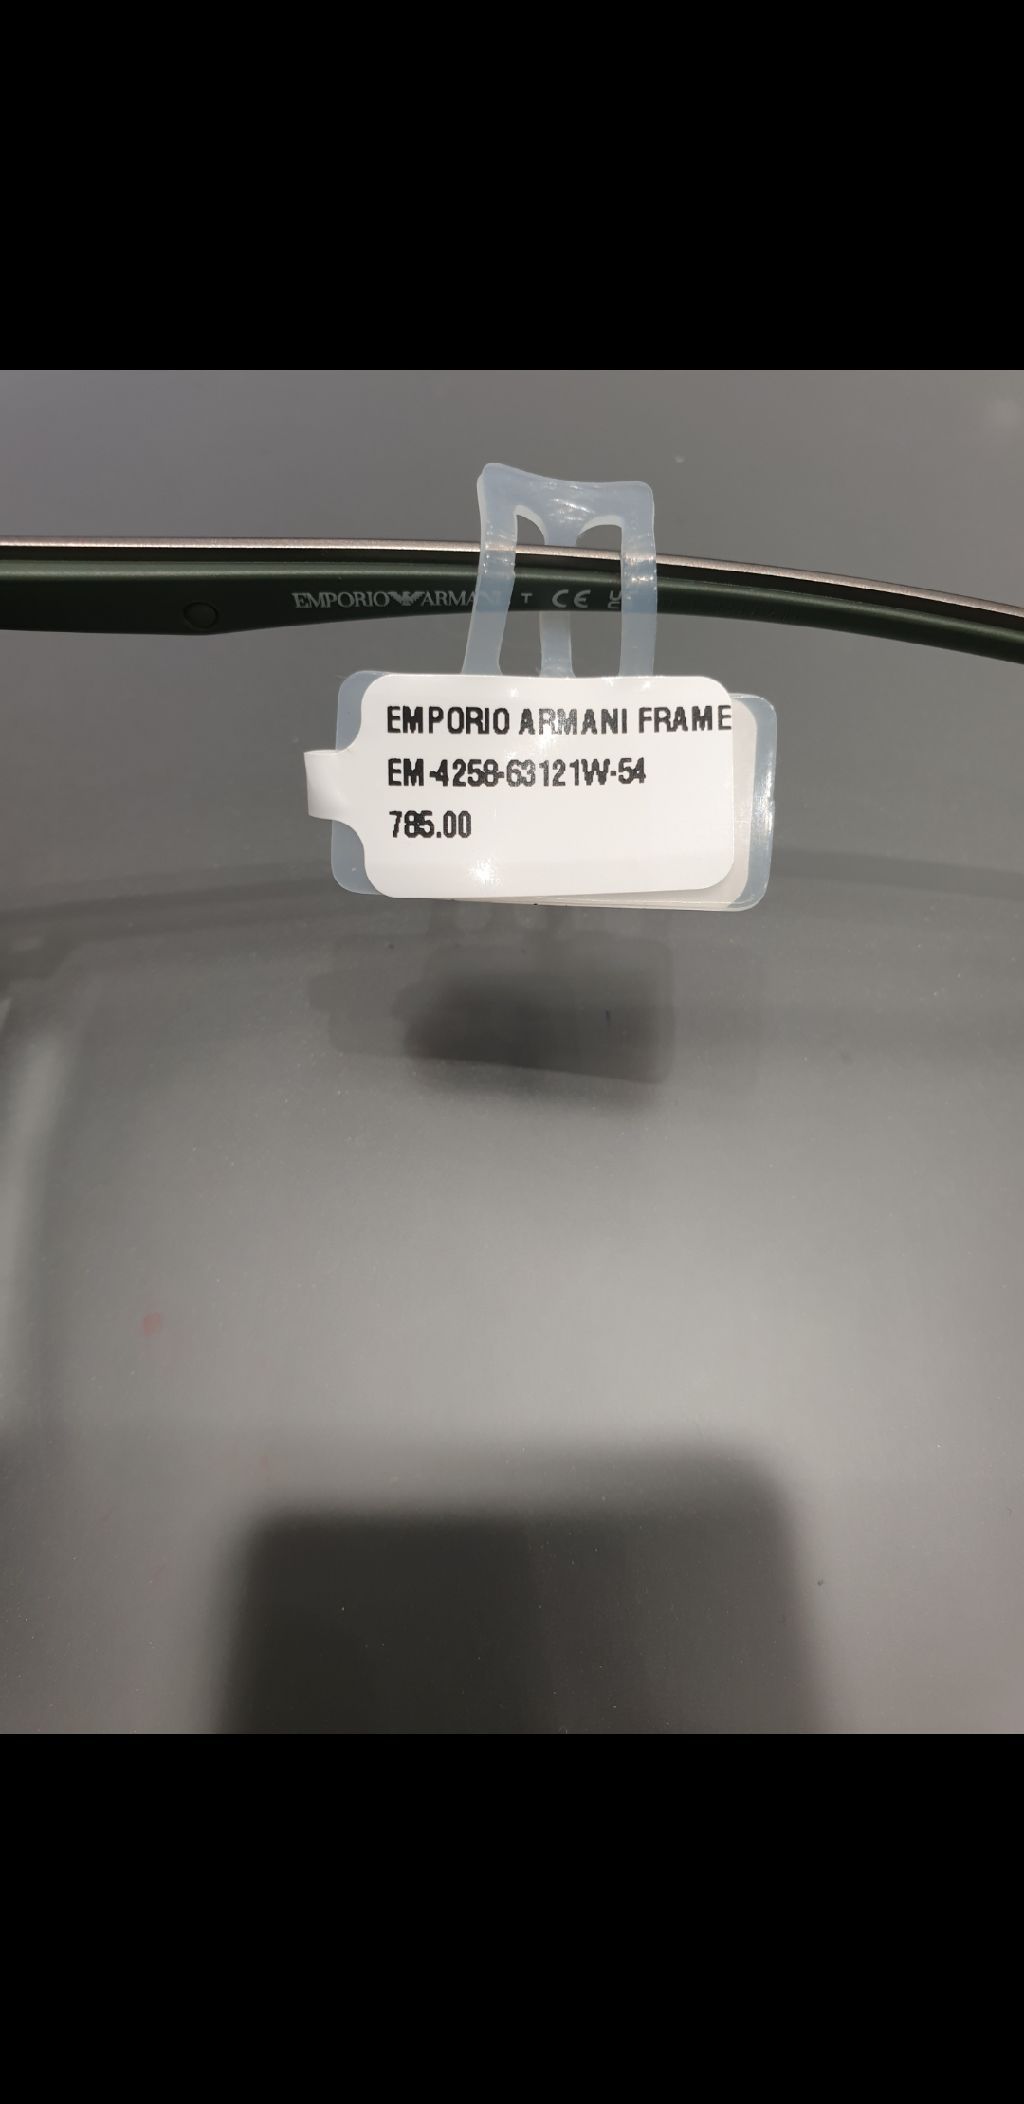 EMPORIO ARMANI T CE
EMPORIO ARMANI FRAME
EM-4258-63121W-54
785.00